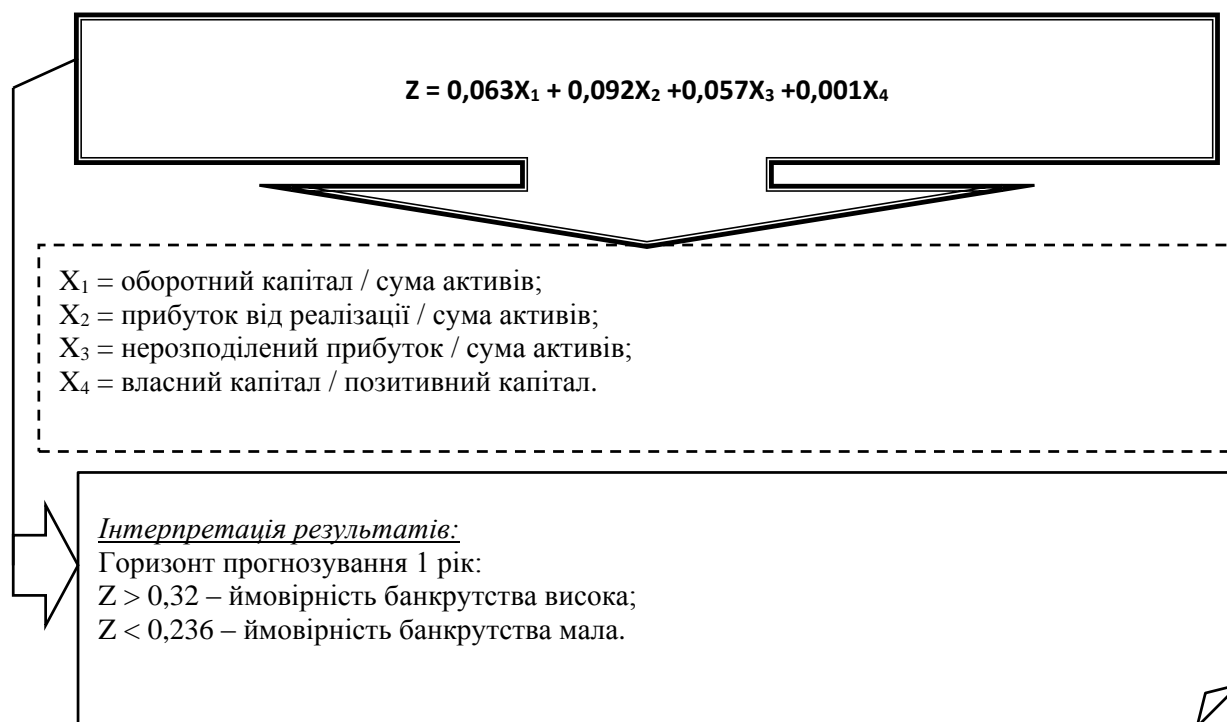 Z = 0,063X₁ + 0,092X₂ +0,057X₃ +0,001X₄
X₁ = оборотний капітал / сума активів;
X₂ = прибуток від реалізації / сума активів;
X₃ = нерозподілений прибуток / сума активів;
X₄ = власний капітал / позитивний капітал.
Інтерпретація результатів:
Горизонт прогнозування 1 рік:
Z > 0,32 – ймовірність банкрутства висока;
Z < 0,236 – ймовірність банкрутства мала.